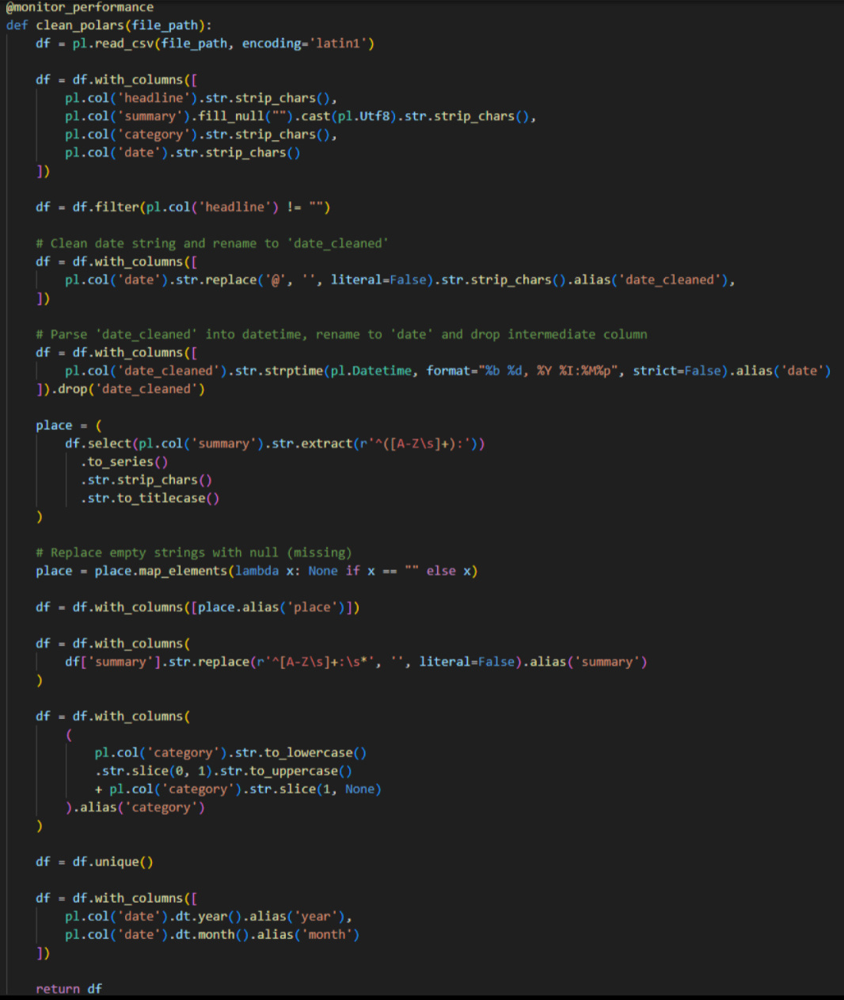 @monitor_performance
def clean_polars(file_path):
    df = pl.read_csv(file_path, encoding='latin1')

    df = df.with_columns([
        pl.col('headline').str.strip_chars(),
        pl.col('summary').fill_null("").cast(pl.Utf8).str.strip_chars(),
        pl.col('category').str.strip_chars(),
        pl.col('date').str.strip_chars()
    ])

    df = df.filter(pl.col('headline') != "")

    # Clean date string and rename to 'date_cleaned'
    df = df.with_columns([
        pl.col('date').str.replace('@', '', literal=False).str.strip_chars().alias('date_cleaned'),
    ])

    # Parse 'date_cleaned' into datetime, rename to 'date' and drop intermediate column
    df = df.with_columns([
        pl.col('date_cleaned').str.strptime(pl.Datetime, format="%b %d, %Y %I:%M%p", strict=False).alias('date')
    ]).drop('date_cleaned')

    place = (
        df.select(pl.col('summary').str.extract(r'^([A-Z\s]+):'))
          .to_series()
          .str.strip_chars()
          .str.to_titlecase()
    )

    # Replace empty strings with null (missing)
    place = place.map_elements(lambda x: None if x == "" else x)

    df = df.with_columns([place.alias('place')])

    df = df.with_columns(
        df['summary'].str.replace(r'^[A-Z\s]+:\s*', '', literal=False).alias('summary')
    )

    df = df.with_columns(
        (
            pl.col('category').str.to_lowercase()
            .str.slice(0, 1).str.to_uppercase()
            + pl.col('category').str.slice(1, None)
        ).alias('category')
    )

    df = df.unique()

    df = df.with_columns([
        pl.col('date').dt.year().alias('year'),
        pl.col('date').dt.month().alias('month')
    ])

    return df